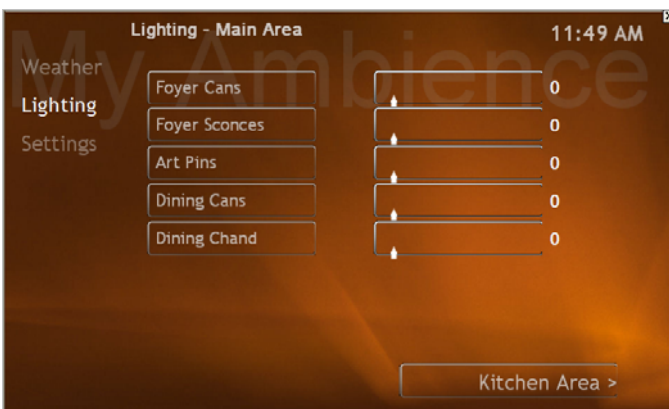 My Ambience
Lighting - Main Area
11:49 AM
Weather
Lighting
Settings
Foyer Cans 0
Foyer Sconces 0
Art Pins 0
Dining Cans 0
Dining Chand 0
Kitchen Area >